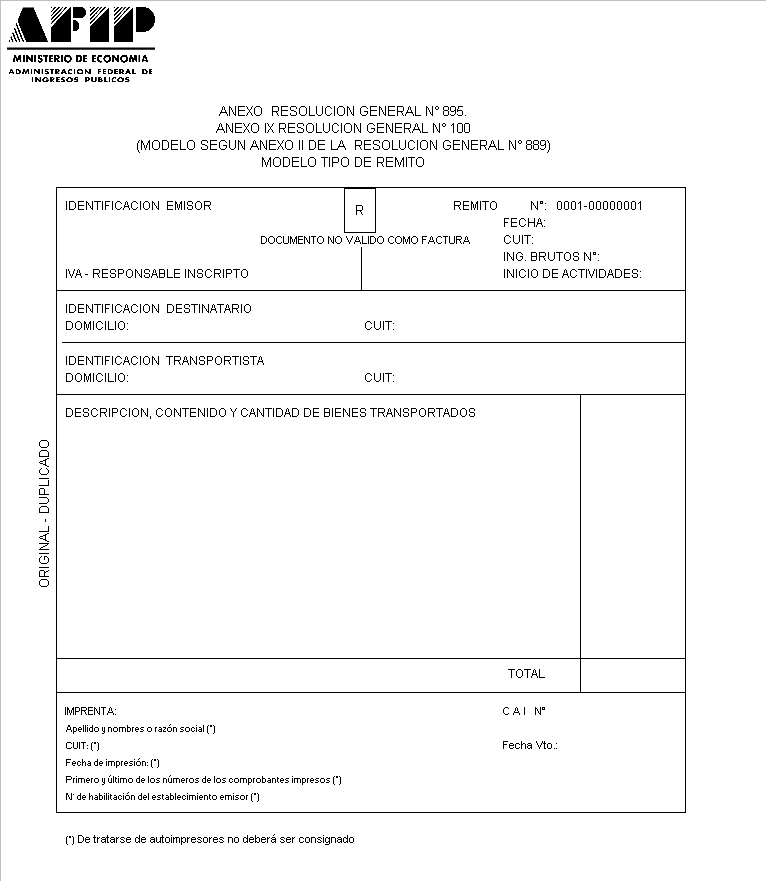 AFIP
MINISTERIO DE ECONOMIA
ADMINISTRACION FEDERAL DE
INGRESOS PUBLICOS
ANEXO RESOLUCION GENERAL N° 895.
ANEXO IX RESOLUCION GENERAL N° 100
(MODELO SEGUN ANEXO II DE LA RESOLUCION GENERAL N° 889)
MODELO TIPO DE REMITO
IDENTIFICACION EMISOR
R
REMITO N°: 0001-00000001
FECHA:
DOCUMENTO NO VALIDO COMO FACTURA
CUIT:
ING. BRUTOS N°:
IVA - RESPONSABLE INSCRIPTO
INICIO DE ACTIVIDADES:
IDENTIFICACION DESTINATARIO
DOMICILIO: CUIT:
IDENTIFICACION TRANSPORTISTA
DOMICILIO: CUIT:
DESCRIPCION, CONTENIDO Y CANTIDAD DE BIENES TRANSPORTADOS
ORIGINAL - DUPLICADO
TOTAL
IMPRENTA: C A I N°
Apellido y nombres o razón social (*)
CUIT: (*) Fecha Vto.:
Fecha de impresión: (*)
Primero y último de los números de los comprobantes impresos (*)
N° de habilitación del establecimiento emisor (*)
(*) De tratarse de autoimpresores no deberá ser consignado